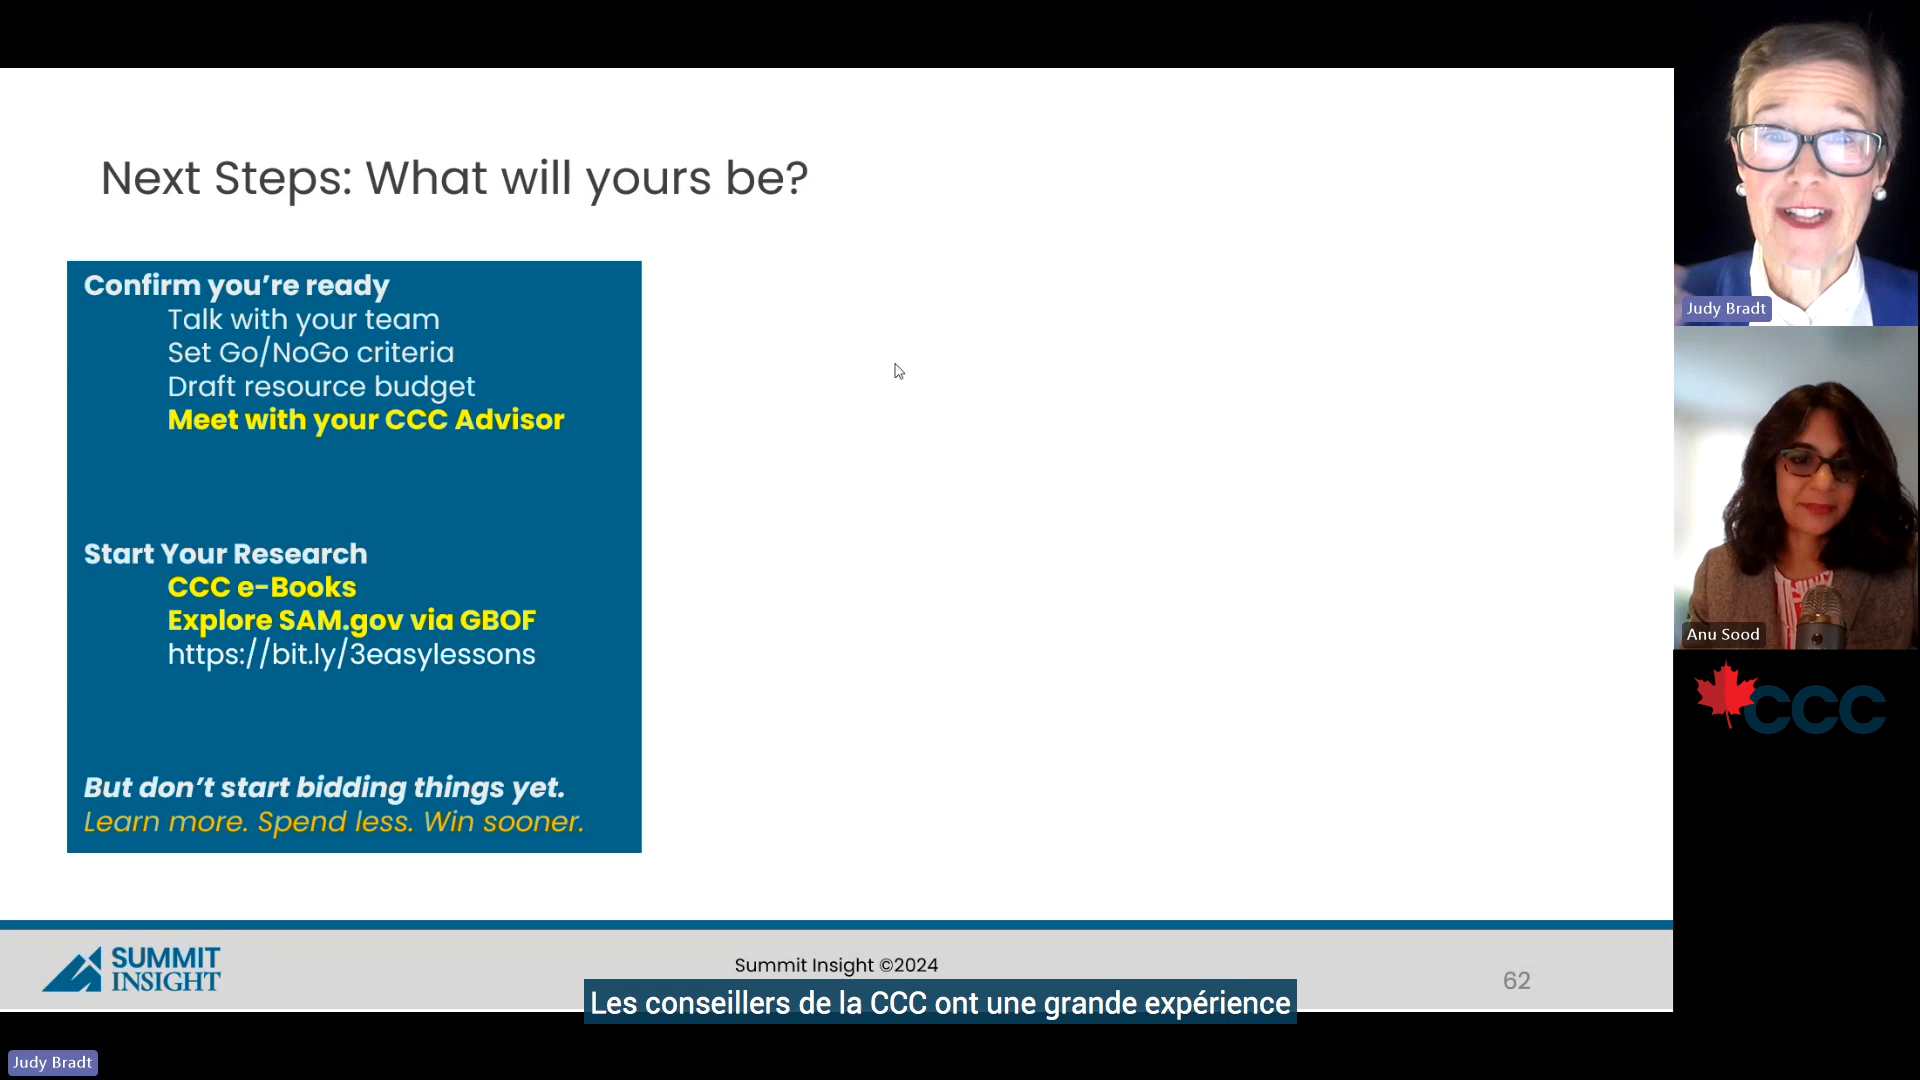 Next Steps: What will yours be?
Confirm you're ready
Talk with your team
Set Go/NoGo criteria
Draft resource budget
Meet with your CCC Advisor
Start Your Research
CCC e-Books
Explore SAM.gov via GBOF
https://bit.ly/3easylessons
But don't start bidding things yet.
Learn more. Spend less. Win sooner.
SUMMIT
INSIGHT
Summit Insight ©2024
62
Les conseillers de la CCC ont une grande expérience
Judy Bradt
Judy Bradt
Anu Sood
CCC